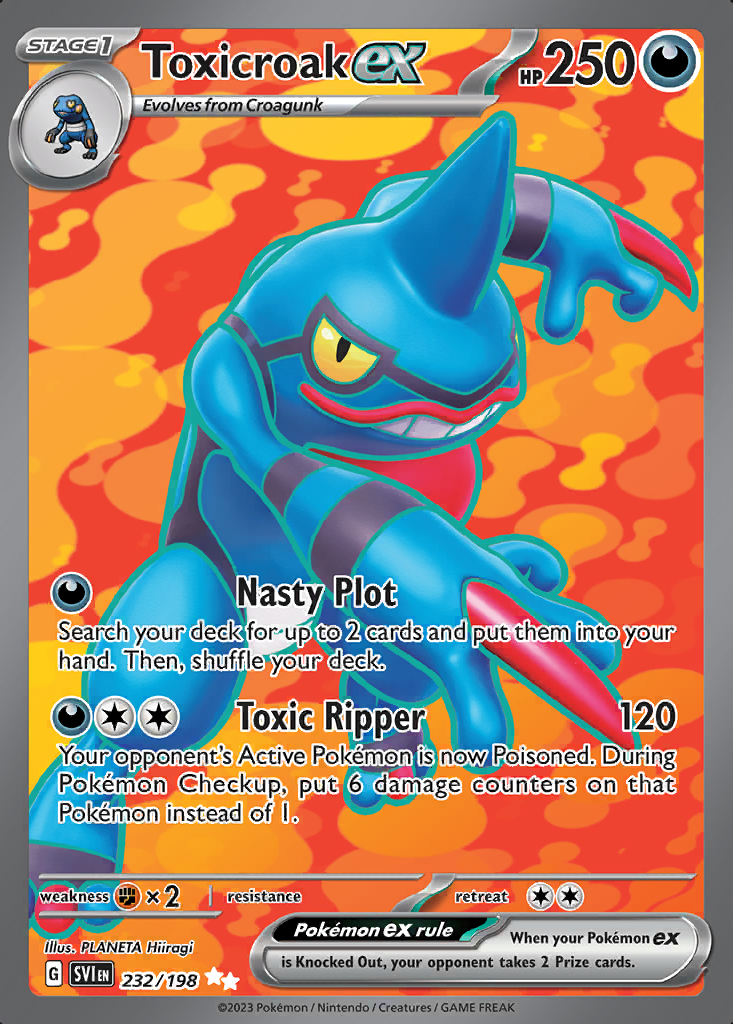 STAGE1
Toxicroak ex
HP 250
Evolves from Croagunk
Nasty Plot
Search your deck for up to 2 cards and put them into your
hand. Then, shuffle your deck.
Toxic Ripper 120
Your opponent's Active Pokémon is now Poisoned. During
Pokémon Checkup, put 6 damage counters on that
Pokémon instead of 1.
weakness ×2 resistance retreat
Illus. PLANETA Hiiragi
Pokémon ex rule
When your Pokémon ex
is Knocked Out, your opponent takes 2 Prize cards.
G SVI EN 232/198
©2023 Pokémon / Nintendo / Creatures / GAME FREAK